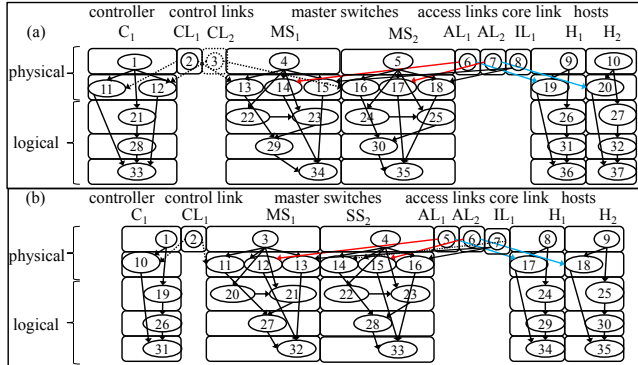 controller control links master switches access links core link hosts
(a) C1 CL1 CL2 MS1 MS2 AL1 AL2 IL1 H1 H2
physical
1 2 3 4 5 6 7 8 9 10
11 12 13 14 15 16 17 18 19 20
logical
21 22 23 24 25 26 27
28 29 30 31 32
33 34 35 36 37
(b) controller control link master switches access links core link hosts
C1 CL1 MS1 SS2 AL1 AL2 IL1 H1 H2
physical
1 2 3 4 5 6 7 8 9
10 11 12 13 14 15 16 17 18
logical
19 20 21 22 23 24 25
26 27 28 29 30
31 32 33 34 35